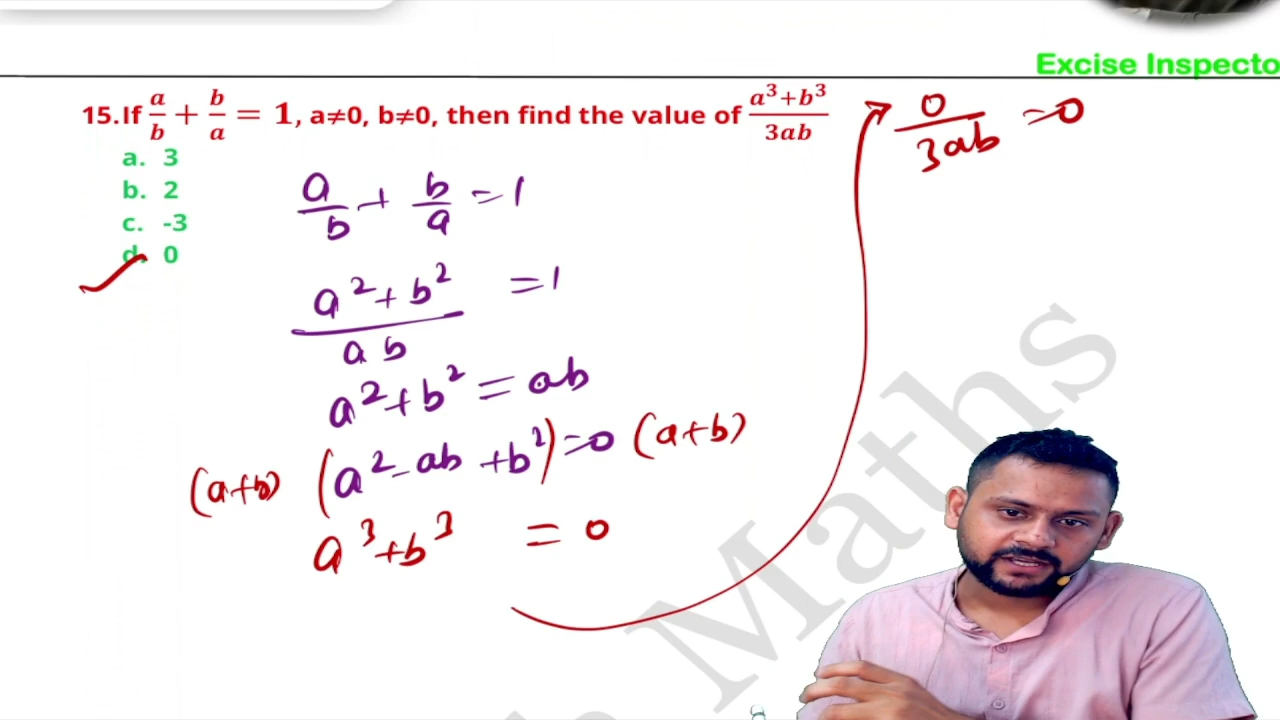 Excise Inspecto
15.If a/b + b/a = 1, a≠0, b≠0, then find the value of a³+b³/3ab
a. 3
b. 2
c. -3
d. 0
a/b + b/a = 1
a²+b²/ab = 1
a²+b² = ab
(a+b) (a²-ab+b²)=0 (a+b)
a³+b³ = 0
0/3ab = 0
Maths